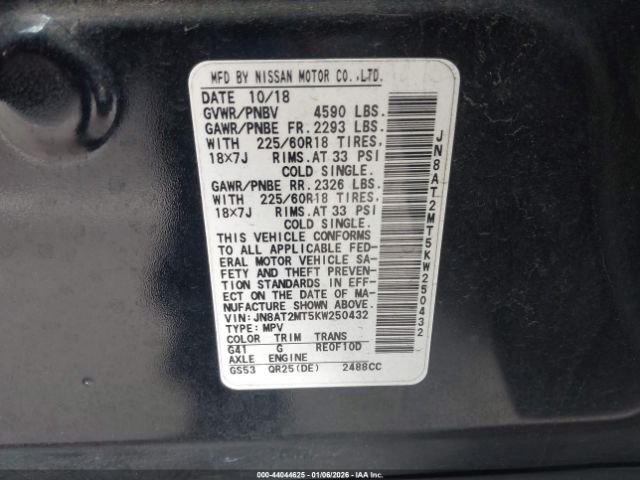 MFD BY NISSAN MOTOR CO.,LTD.
DATE 10/18
GVWR/PNBV 4590 LBS.
GAWR/PNBE FR. 2293 LBS.
WITH 225/60R18 TIRES.
18×7J RIMS. AT 33 PSI
COLD SINGLE.
GAWR/PNBE RR. 2326 LBS.
WITH 225/60R18 TIRES.
18×7J RIMS. AT 33 PSI
COLD SINGLE.
THIS VEHICLE CONFORMS
TO ALL APPLICABLE FED-
ERAL MOTOR VEHICLE SA-
FETY AND THEFT PREVEN-
TION STANDARDS IN EFF-
ECT ON THE DATE OF MA-
NUFACTURE SHOWN ABOVE.
VIN: JN8AT2MT5KW250432
TYPE: MPV
COLOR TRIM TRANS
G41 G RE0F10D
AXLE ENGINE
GS53 QR25(DE) 2488CC
JN8AT2MT5KW250432
000-44044625 | 01/06/2026 - IAA Inc.